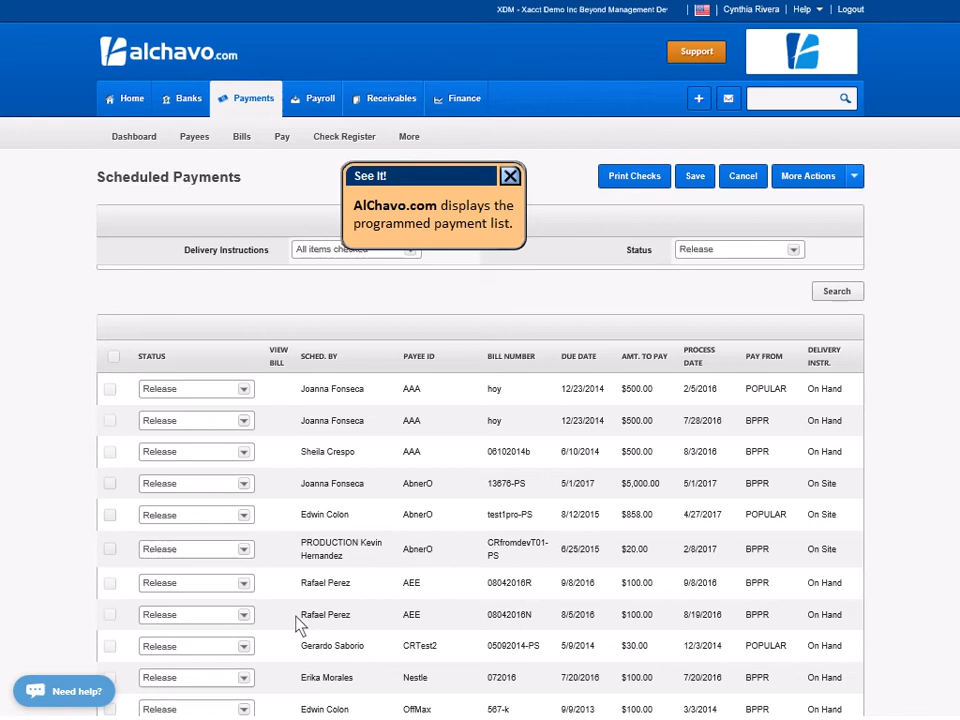 XDM - Xacct Demo Inc Beyond Management De
Cynthia Rivera Help Logout
alchavo.com
Support
Home Banks Payments Payroll Receivables Finance
Dashboard Payees Bills Pay Check Register More
Scheduled Payments
See It!
AlChavo.com displays the
programmed payment list.
Print Checks Save Cancel More Actions
Delivery Instructions All items checked Status Release
Search
STATUS VIEW BILL SCHED. BY PAYEE ID BILL NUMBER DUE DATE AMT. TO PAY PROCESS DATE PAY FROM DELIVERY INSTR.
Release Joanna Fonseca AAA hoy 12/23/2014 $500.00 2/5/2016 POPULAR On Hand
Release Joanna Fonseca AAA hoy 12/23/2014 $500.00 7/28/2016 BPPR On Hand
Release Sheila Crespo AAA 06102014b 6/10/2014 $500.00 8/3/2016 BPPR On Hand
Release Joanna Fonseca AbnerO 13676-PS 5/1/2017 $5,000.00 5/1/2017 BPPR On Site
Release Edwin Colon AbnerO test1pro-PS 8/12/2015 $858.00 4/27/2017 POPULAR On Site
Release PRODUCTION Kevin Hernandez AbnerO CRfromdevT01-PS 6/25/2015 $20.00 2/8/2017 BPPR On Site
Release Rafael Perez AEE 08042016R 9/8/2016 $100.00 9/8/2016 BPPR On Hand
Release Rafael Perez AEE 08042016N 8/5/2016 $100.00 8/19/2016 BPPR On Hand
Release Gerardo Saborio CRTest2 05092014-PS 5/9/2014 $30.00 12/3/2014 POPULAR On Hand
Release Erika Morales Nestle 072016 7/20/2016 $100.00 7/20/2016 BPPR On Hand
Release Edwin Colon OffMax 567-k 9/9/2013 $100.00 3/3/2014 BPPR On Hand
Need help?